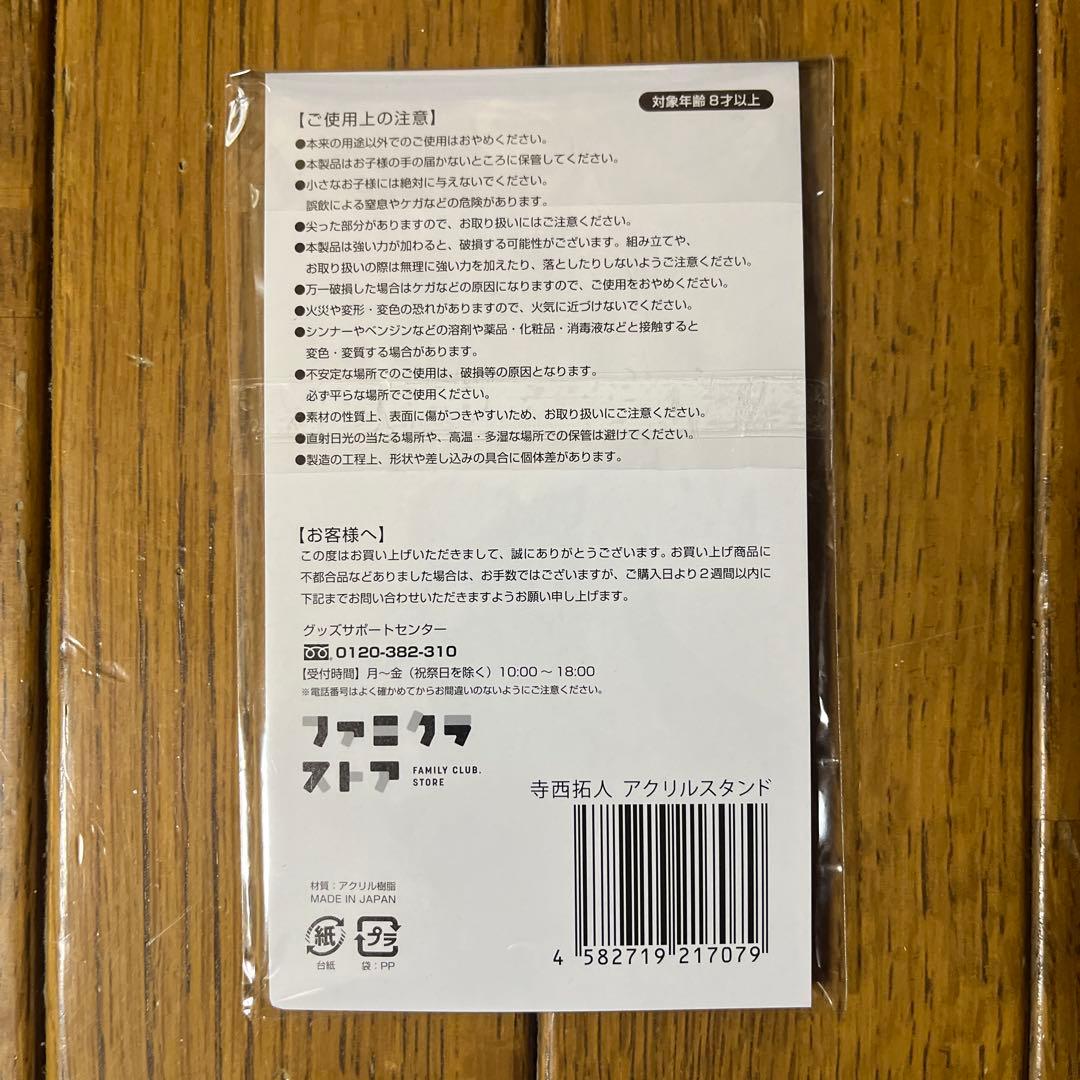 対象年齢 8才以上
【ご使用上の注意】
●本来の用途以外でのご使用はおやめください。
●本製品はお子様の手の届かないところに保管してください。
●小さなお子様には絶対に与えないでください。
誤飲による窒息やケガなどの危険があります。
●尖った部分がありますので、お取り扱いにはご注意ください。
●本製品は強い力が加わると、破損する可能性がございます。組み立てや、
お取り扱いの際は無理に強い力を加えたり、落としたりしないようご注意ください。
●万一破損した場合はケガなどの原因になりますので、ご使用をおやめください。
●火災や変形・変色の恐れがありますので、火気に近づけないでください。
●シンナーやベンジンなどの溶剤や薬品・化粧品・消毒液などと接触すると
変色・変質する場合があります。
●不安定な場所でのご使用は、破損等の原因となります。
必ず平らな場所でご使用ください。
●素材の性質上、表面に傷がつきやすいため、お取り扱いにご注意ください。
●直射日光の当たる場所や、高温・多湿な場所での保管は避けてください。
●製造の工程上、形状や差し込みの具合に個体差があります。
【お客様へ】
この度はお買い上げいただきまして、誠にありがとうございます。お買い上げ商品に
不都合品などありました場合は、お手数ではございますが、ご購入日より2週間以内に
下記までお問い合わせいただきますようお願い申し上げます。
グッズサポートセンター
0120-382-310
【受付時間】月〜金（祝祭日を除く）10:00〜18:00
※電話番号はよく確かめてからお間違いのないようにご注意ください。
ファミクラ
ストア FAMILY CLUB.
STORE
寺西拓人 アクリルスタンド
材質：アクリル樹脂
MADE IN JAPAN
紙 プラ
台紙 袋：PP
4 582719 217079